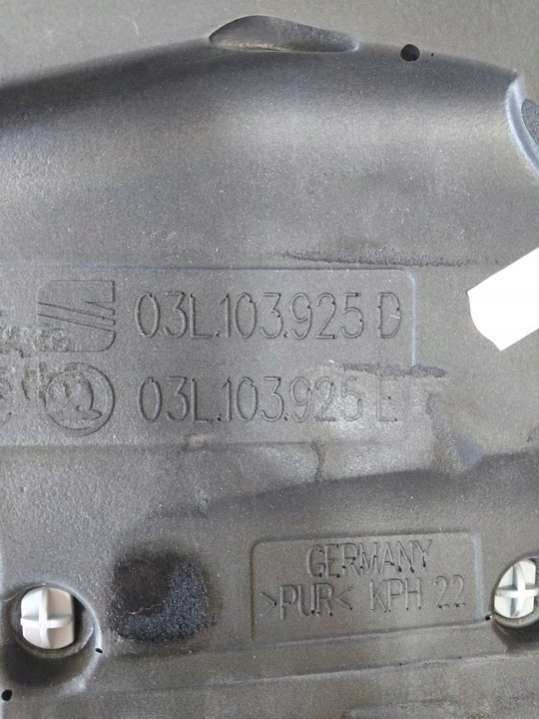 03L.103.925 D
03L.103.925 E
GERMANY
>PUR< KPH 22